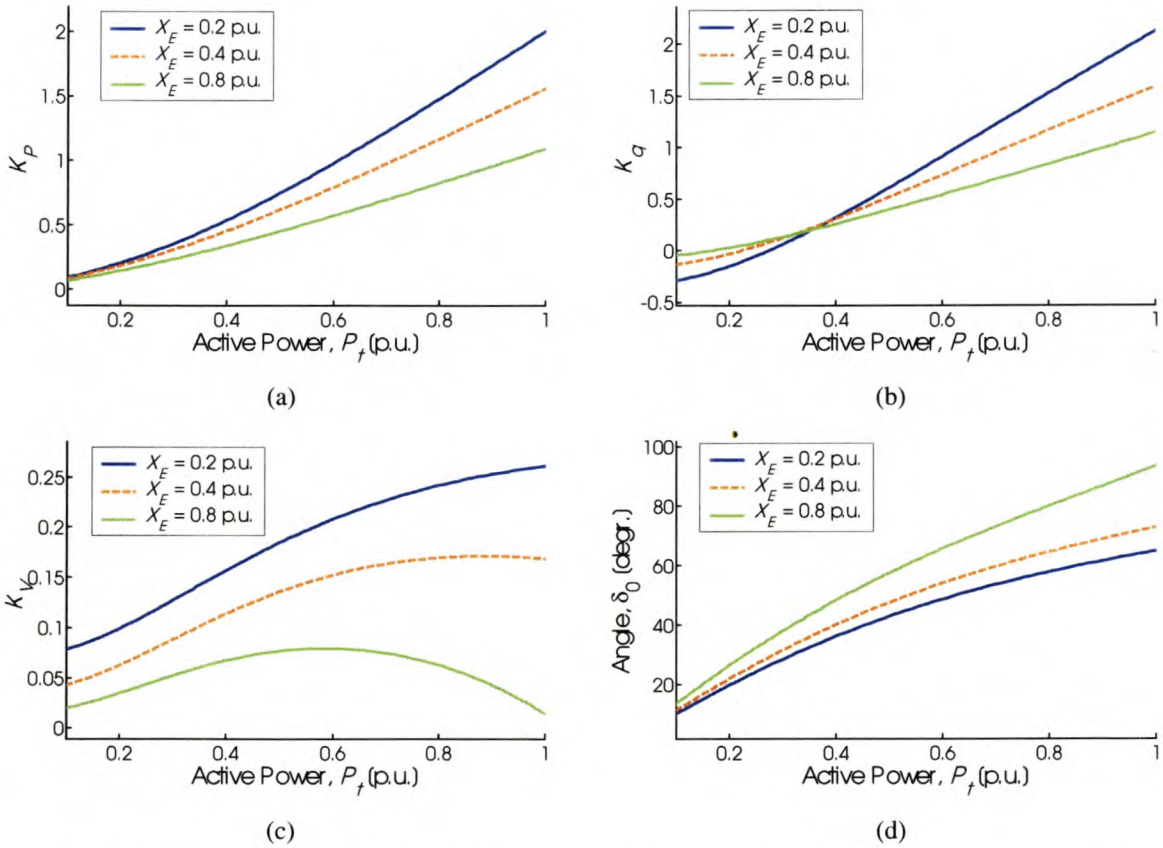 X_E = 0.2 p.u.
X_E = 0.4 p.u.
X_E = 0.8 p.u.
2
1.5
1
0.5
0
K_P
0.2 0.4 0.6 0.8 1
Active Power, P_t (p.u.)
(a)
X_E = 0.2 p.u.
X_E = 0.4 p.u.
X_E = 0.8 p.u.
2
1.5
1
0.5
0
-0.5
K_q
0.2 0.4 0.6 0.8 1
Active Power, P_t (p.u.)
(b)
X_E = 0.2 p.u.
X_E = 0.4 p.u.
X_E = 0.8 p.u.
0.25
0.2
0.15
0.1
0.05
0
K_V0
0.2 0.4 0.6 0.8 1
Active Power, P_t (p.u.)
(c)
X_E = 0.2 p.u.
X_E = 0.4 p.u.
X_E = 0.8 p.u.
100
80
60
40
20
Angle, δ_0 (degr.)
0.2 0.4 0.6 0.8 1
Active Power, P_t (p.u.)
(d)